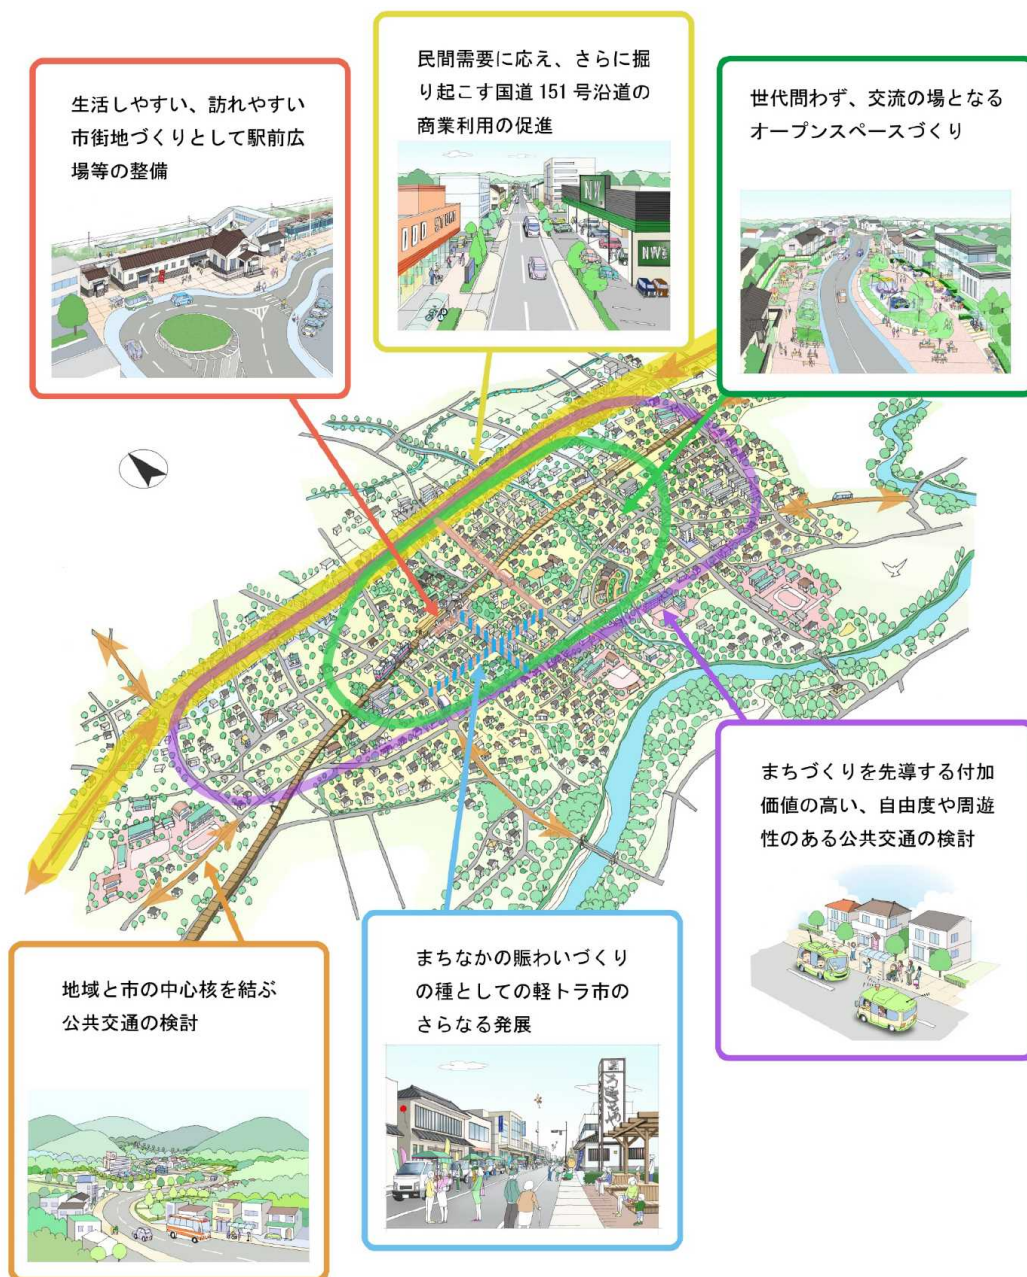 生活しやすい、訪れやすい
市街地づくりとして駅前広
場等の整備
民間需要に応え、さらに掘
り起こす国道 151 号沿道の
商業利用の促進
NW's
世代問わず、交流の場となる
オープンスペースづくり
まちづくりを先導する付加
価値の高い、自由度や周遊
性のある公共交通の検討
地域と市の中心核を結ぶ
公共交通の検討
まちなかの賑わいづくり
の種としての軽トラ市の
さらなる発展